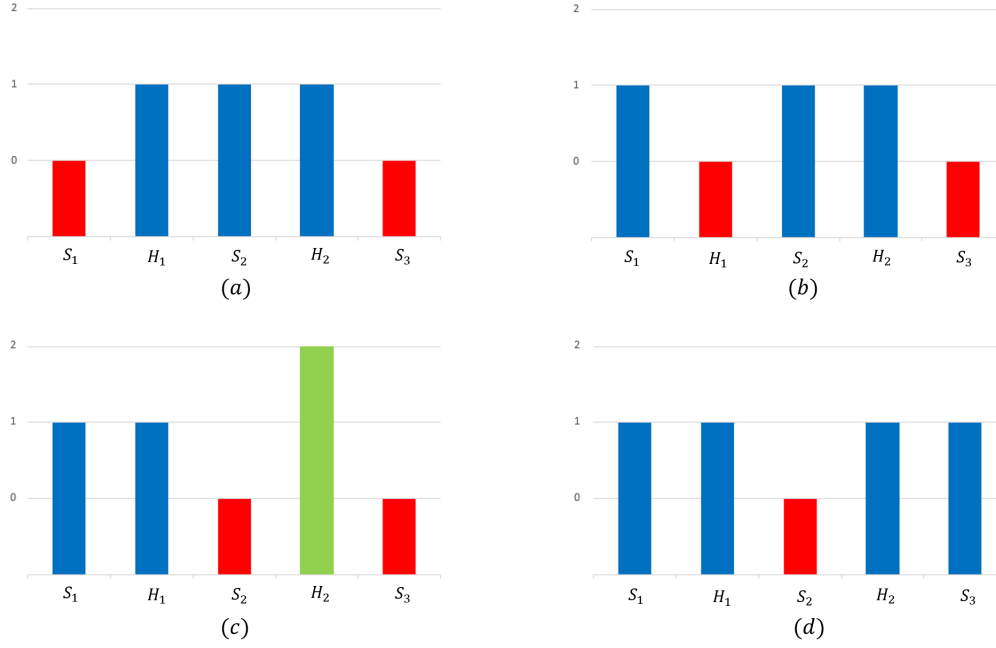 2
1
0
S₁ H₁ S₂ H₂ S₃
(a)
2
1
0
S₁ H₁ S₂ H₂ S₃
(b)
2
1
0
S₁ H₁ S₂ H₂ S₃
(c)
2
1
0
S₁ H₁ S₂ H₂ S₃
(d)